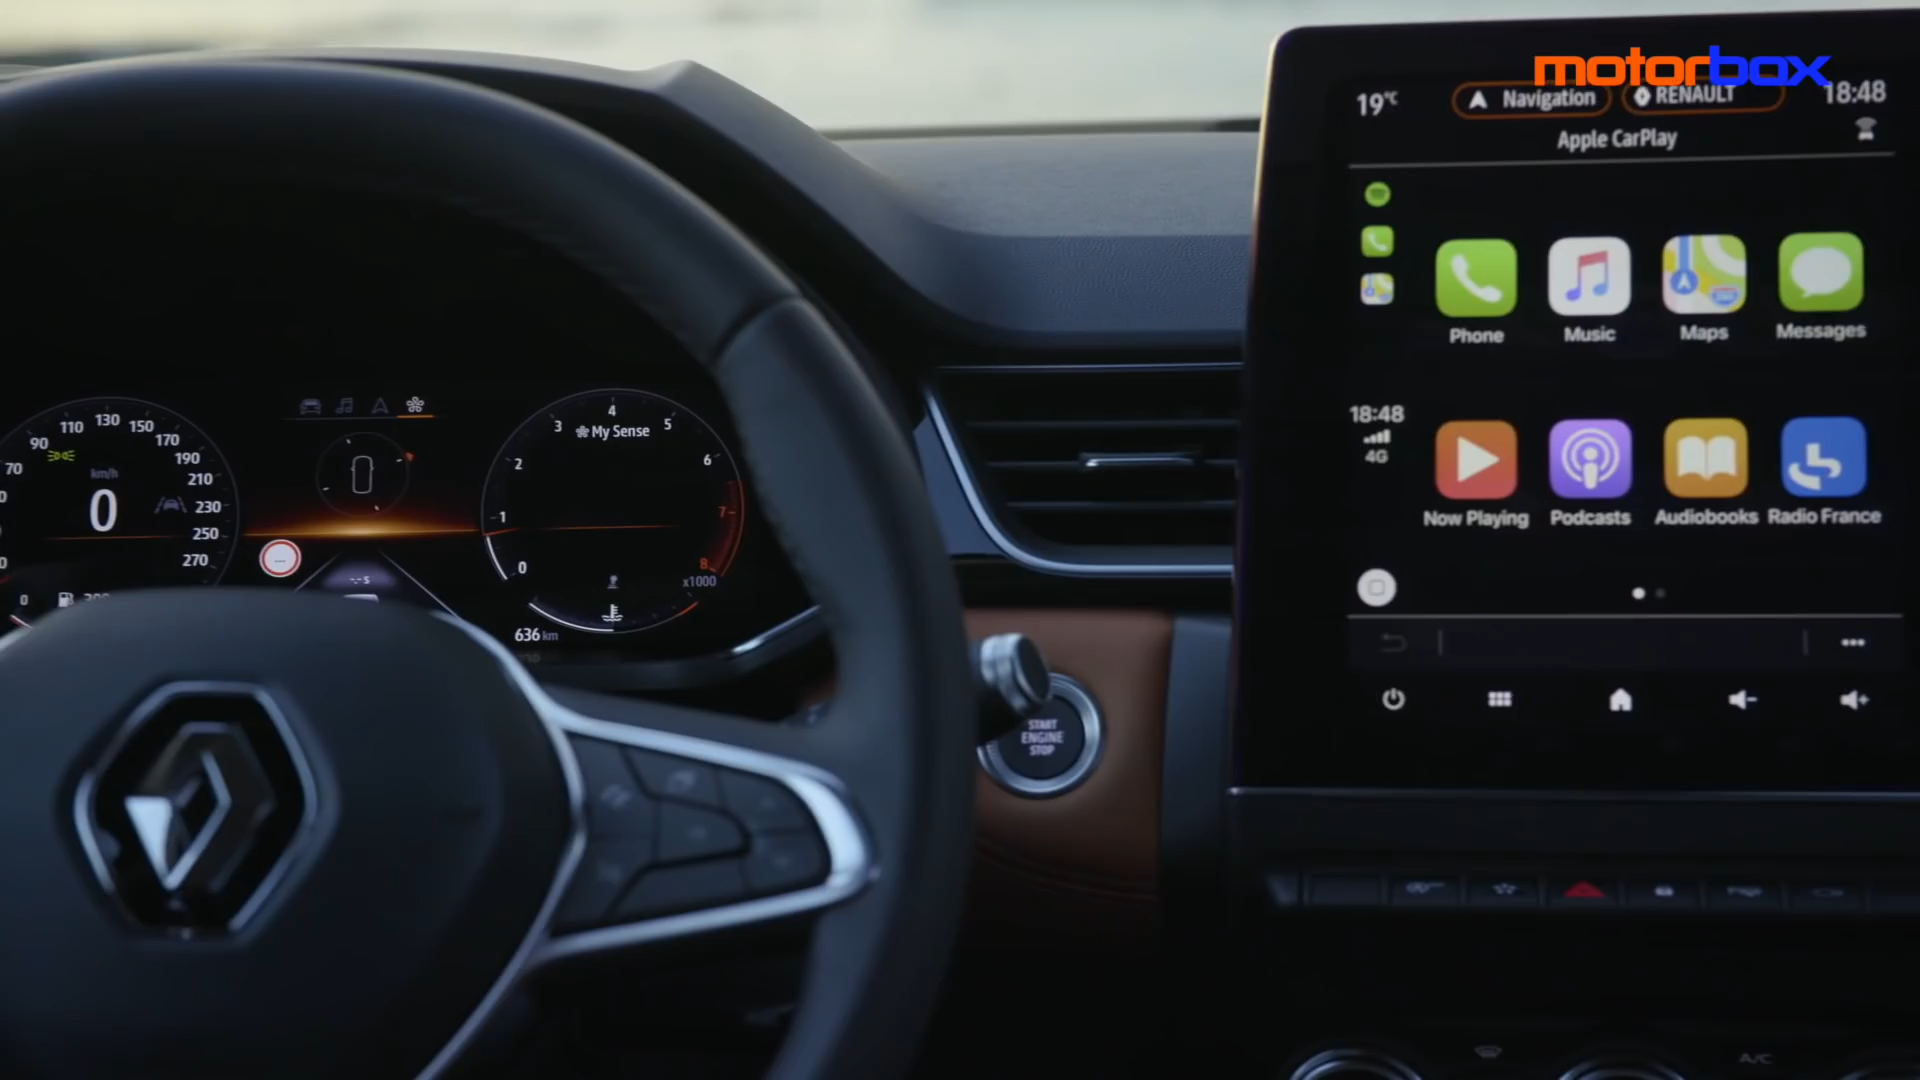 motorbox
19°C
Navigation
RENAULT
18:48
Apple CarPlay
Phone
Music
Maps
Messages
18:48
4G
Now Playing
Podcasts
Audiobooks
Radio France
70
90
110
130
150
170
190
210
230
250
270
km/h
0
0
--s
My Sense
0
1
2
3
4
5
6
7
8
x1000
636 km
START
ENGINE
STOP
A/C